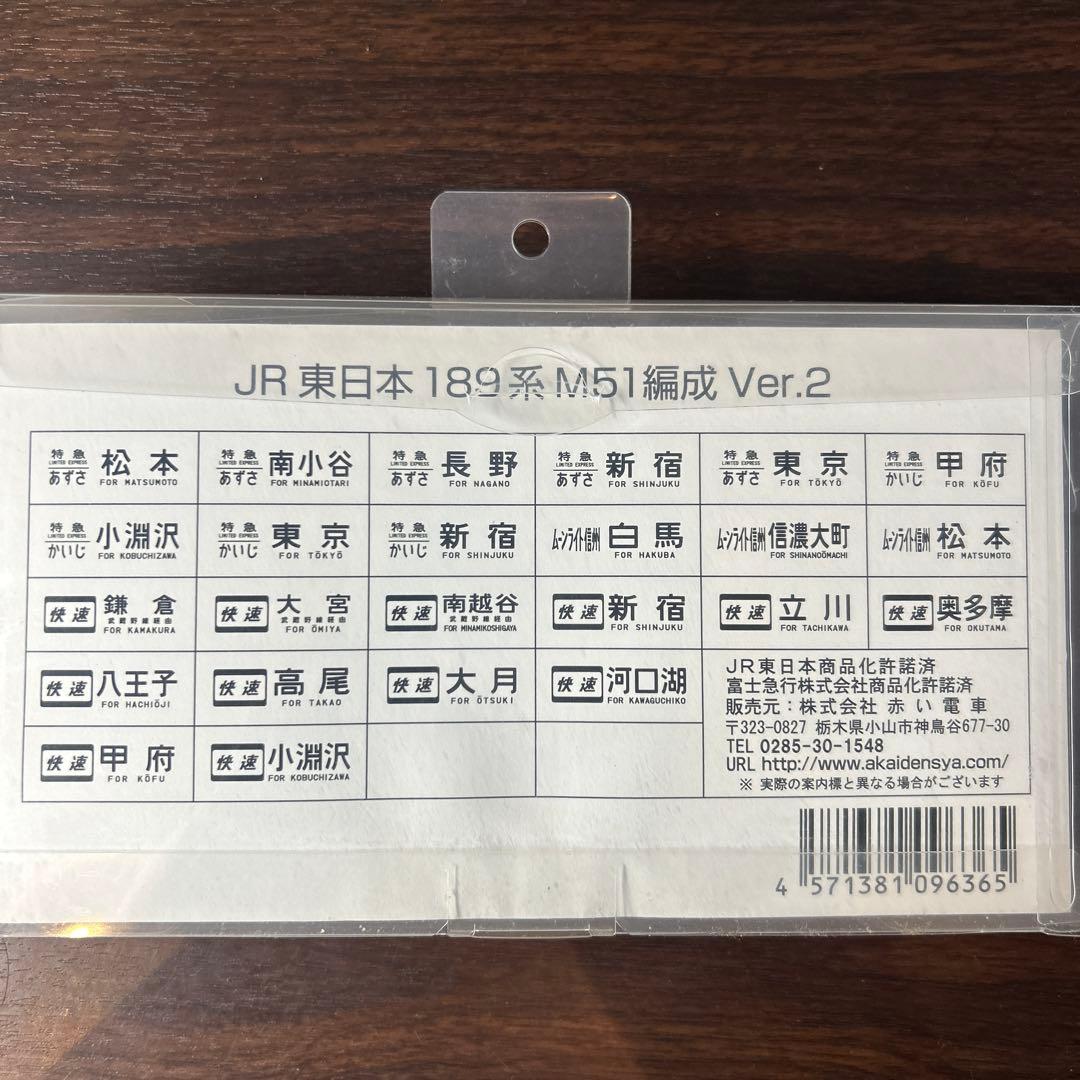 JR 東日本 189系 M51編成 Ver.2
特急 LIMITED EXPRESS あずさ 松本 FOR MATSUMOTO
特急 LIMITED EXPRESS あずさ 南小谷 FOR MINAMIOTARI
特急 LIMITED EXPRESS あずさ 長野 FOR NAGANO
特急 LIMITED EXPRESS あずさ 新宿 FOR SHINJUKU
特急 LIMITED EXPRESS あずさ 東京 FOR TŌKYŌ
特急 LIMITED EXPRESS かいじ 甲府 FOR KŌFU
特急 LIMITED EXPRESS かいじ 小淵沢 FOR KOBUCHIZAWA
特急 LIMITED EXPRESS かいじ 東京 FOR TŌKYŌ
特急 LIMITED EXPRESS かいじ 新宿 FOR SHINJUKU
ムーンライト信州 白馬 FOR HAKUBA
ムーンライト信州 信濃大町 FOR SHINANOŌMACHI
ムーンライト信州 松本 FOR MATSUMOTO
快速 鎌倉 武蔵野線経由 FOR KAMAKURA
快速 大宮 武蔵野線経由 FOR ŌMIYA
快速 南越谷 武蔵野線経由 FOR MINAMIKOSHIGAYA
快速 新宿 FOR SHINJUKU
快速 立川 FOR TACHIKAWA
快速 奥多摩 FOR OKUTAMA
快速 八王子 FOR HACHIŌJI
快速 高尾 FOR TAKAO
快速 大月 FOR ŌTSUKI
快速 河口湖 FOR KAWAGUCHIKO
快速 甲府 FOR KŌFU
快速 小淵沢 FOR KOBUCHIZAWA
JR東日本商品化許諾済
富士急行株式会社商品化許諾済
販売元：株式会社 赤い電車
〒323-0827 栃木県小山市神鳥谷677-30
TEL 0285-30-1548
URL http://www.akaidensya.com/
※ 実際の案内標と異なる場合がございます
4 571381 096365